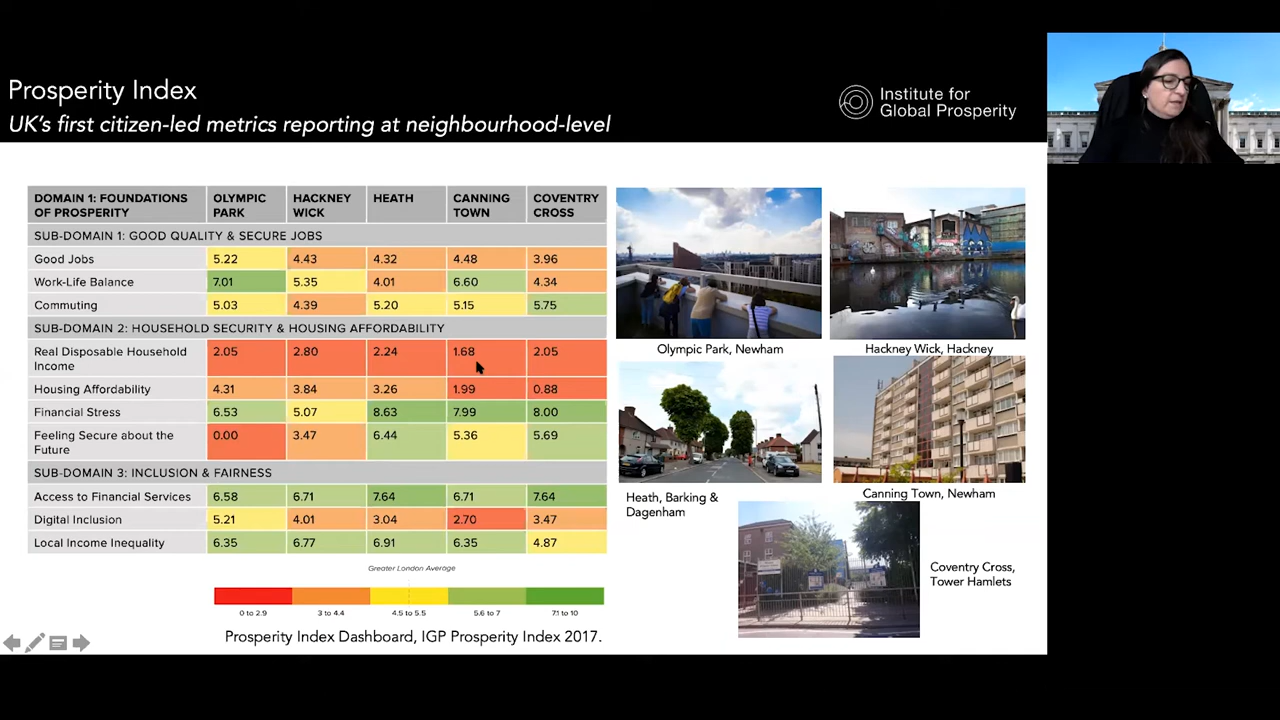 Prosperity Index
UK's first citizen-led metrics reporting at neighbourhood-level
Institute for
Global Prosperity
DOMAIN 1: FOUNDATIONS OF PROSPERITY OLYMPIC PARK HACKNEY WICK HEATH CANNING TOWN COVENTRY CROSS
SUB-DOMAIN 1: GOOD QUALITY & SECURE JOBS
Good Jobs 5.22 4.43 4.32 4.48 3.96
Work-Life Balance 7.01 5.35 4.01 6.60 4.34
Commuting 5.03 4.39 5.20 5.15 5.75
SUB-DOMAIN 2: HOUSEHOLD SECURITY & HOUSING AFFORDABILITY
Real Disposable Household Income 2.05 2.80 2.24 1.68 2.05
Housing Affordability 4.31 3.84 3.26 1.99 0.88
Financial Stress 6.53 5.07 8.63 7.99 8.00
Feeling Secure about the Future 0.00 3.47 6.44 5.36 5.69
SUB-DOMAIN 3: INCLUSION & FAIRNESS
Access to Financial Services 6.58 6.71 7.64 6.71 7.64
Digital Inclusion 5.21 4.01 3.04 2.70 3.47
Local Income Inequality 6.35 6.77 6.91 6.35 4.87
Greater London Average
0 to 2.9 3 to 4.4 4.5 to 5.5 5.6 to 7 7.1 to 10
Prosperity Index Dashboard, IGP Prosperity Index 2017.
Olympic Park, Newham
Hackney Wick, Hackney
Heath, Barking &
Dagenham
Canning Town, Newham
Coventry Cross,
Tower Hamlets